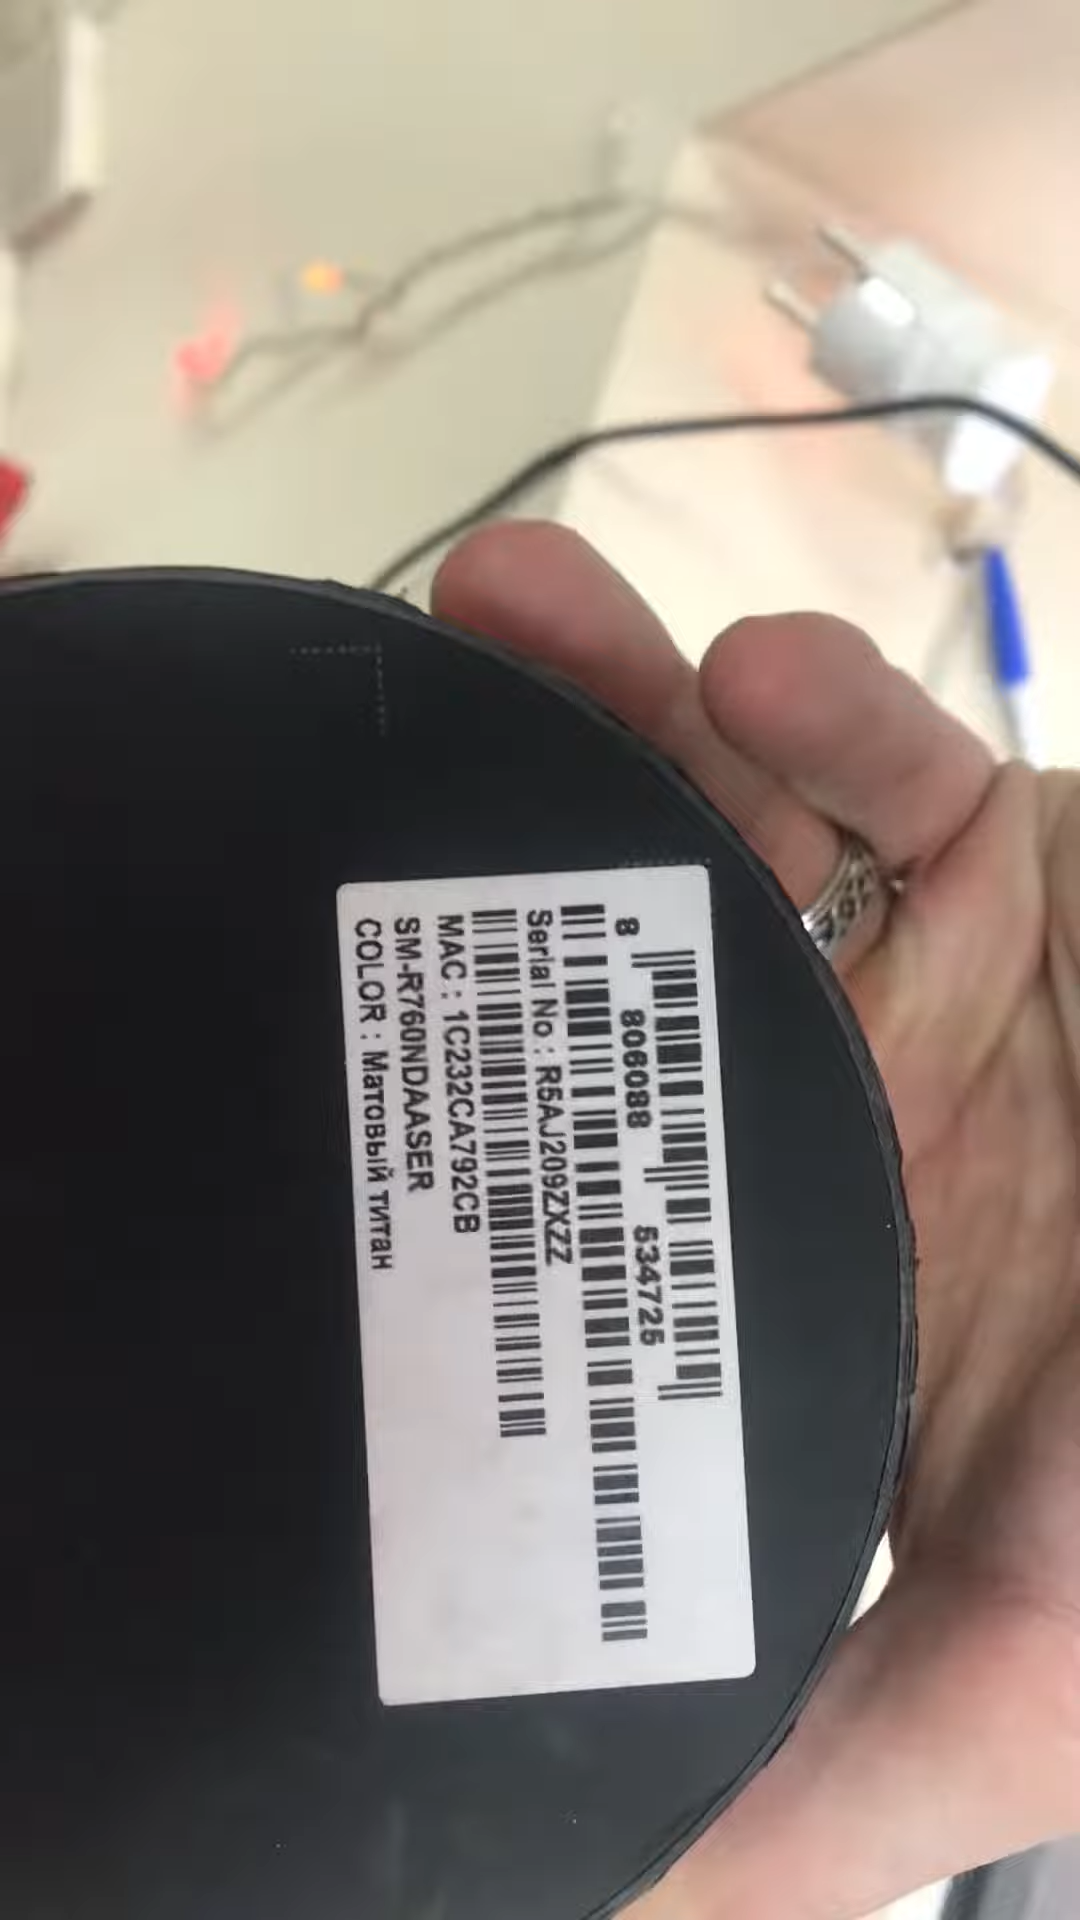 8 806088 534725
Serial No : R5AJ209ZXZZ
MAC : 1C232CA792CB
SM-R760NDAASER
COLOR : Матовый титан